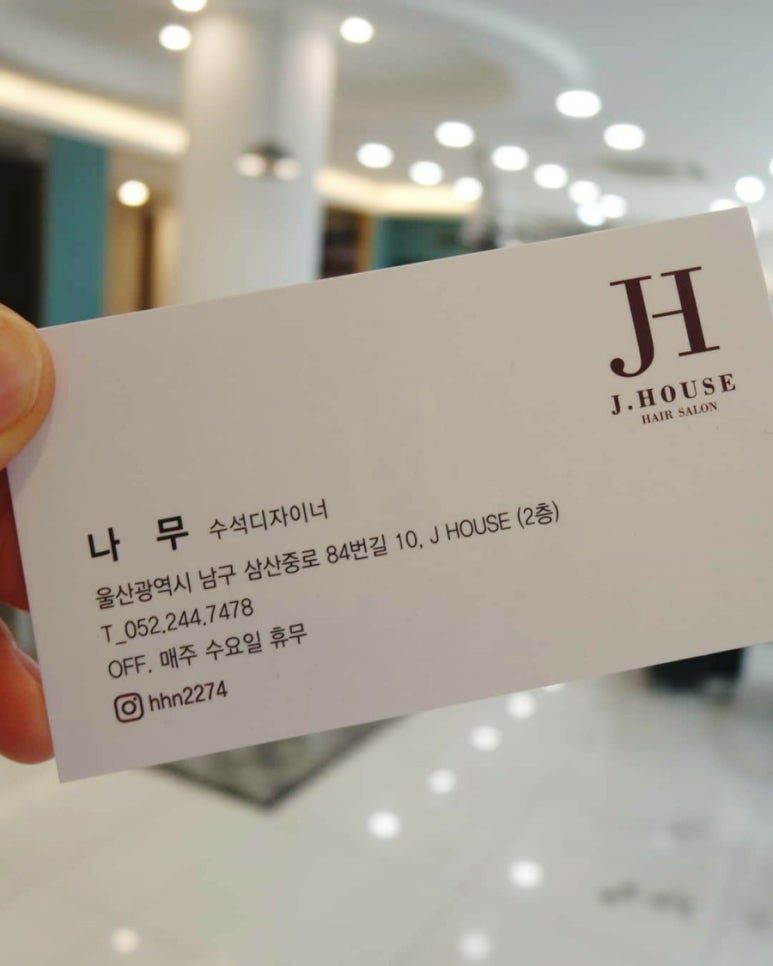 JH
J.HOUSE
HAIR SALON
나 무 수석디자이너
울산광역시 남구 삼산중로 84번길 10, J HOUSE (2층)
T_052.244.7478
OFF. 매주 수요일 휴무
hhn2274